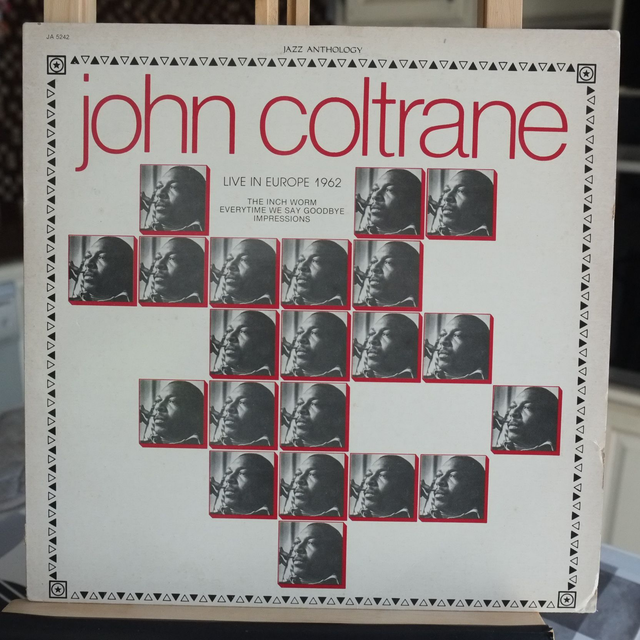 JA 5242
JAZZ ANTHOLOGY
john coltrane
LIVE IN EUROPE 1962
THE INCH WORM
EVERYTIME WE SAY GOODBYE
IMPRESSIONS